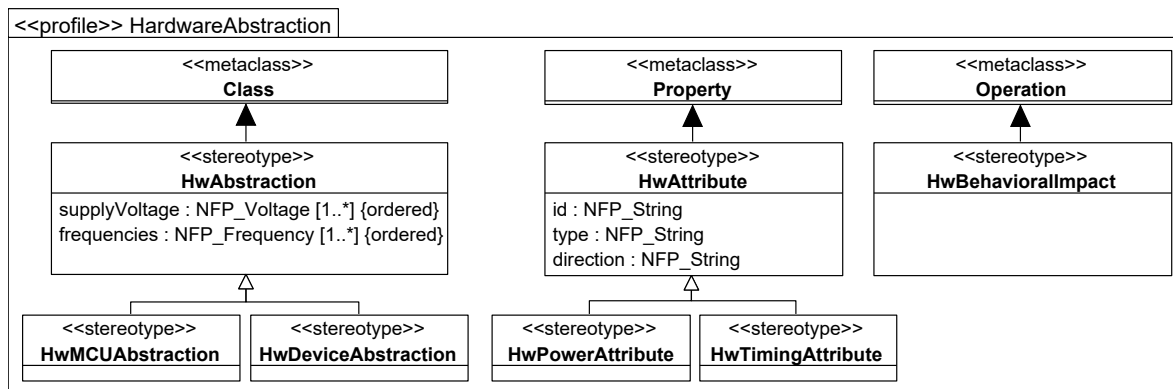 <<profile>> HardwareAbstraction
<<metaclass>>
Class
<<metaclass>>
Property
<<metaclass>>
Operation
<<stereotype>>
HwAbstraction
supplyVoltage : NFP_Voltage [1..*] {ordered}
frequencies : NFP_Frequency [1..*] {ordered}
<<stereotype>>
HwAttribute
id : NFP_String
type : NFP_String
direction : NFP_String
<<stereotype>>
HwBehavioralImpact
<<stereotype>>
HwMCUAbstraction
<<stereotype>>
HwDeviceAbstraction
<<stereotype>>
HwPowerAttribute
<<stereotype>>
HwTimingAttribute